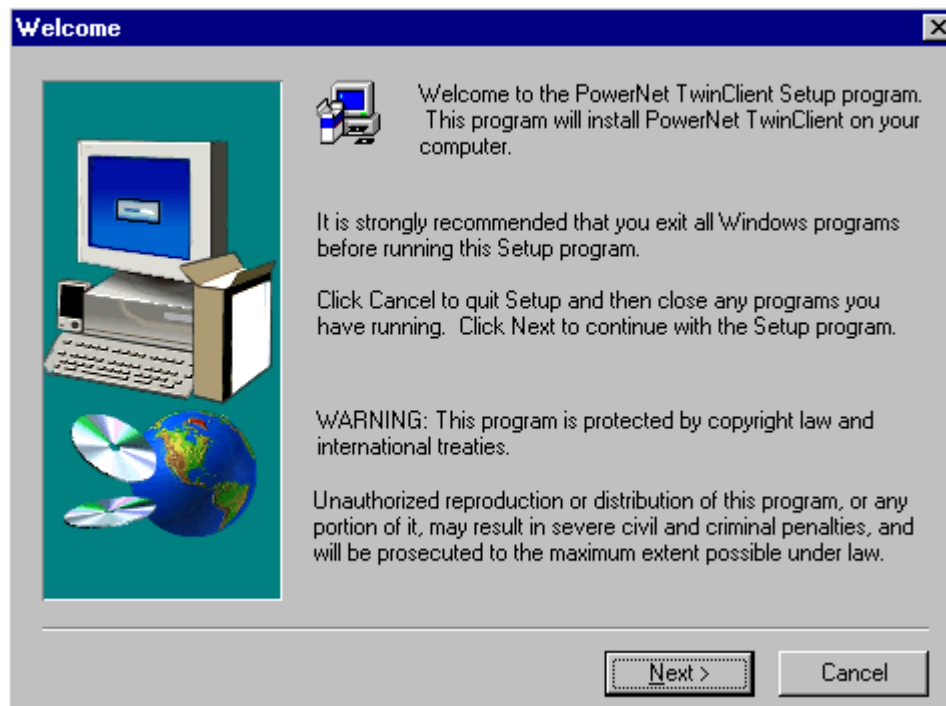 Welcome
Welcome to the PowerNet TwinClient Setup program.
This program will install PowerNet TwinClient on your
computer.
It is strongly recommended that you exit all Windows programs
before running this Setup program.
Click Cancel to quit Setup and then close any programs you
have running.  Click Next to continue with the Setup program.
WARNING: This program is protected by copyright law and
international treaties.
Unauthorized reproduction or distribution of this program, or any
portion of it, may result in severe civil and criminal penalties, and
will be prosecuted to the maximum extent possible under law.
Next >
Cancel